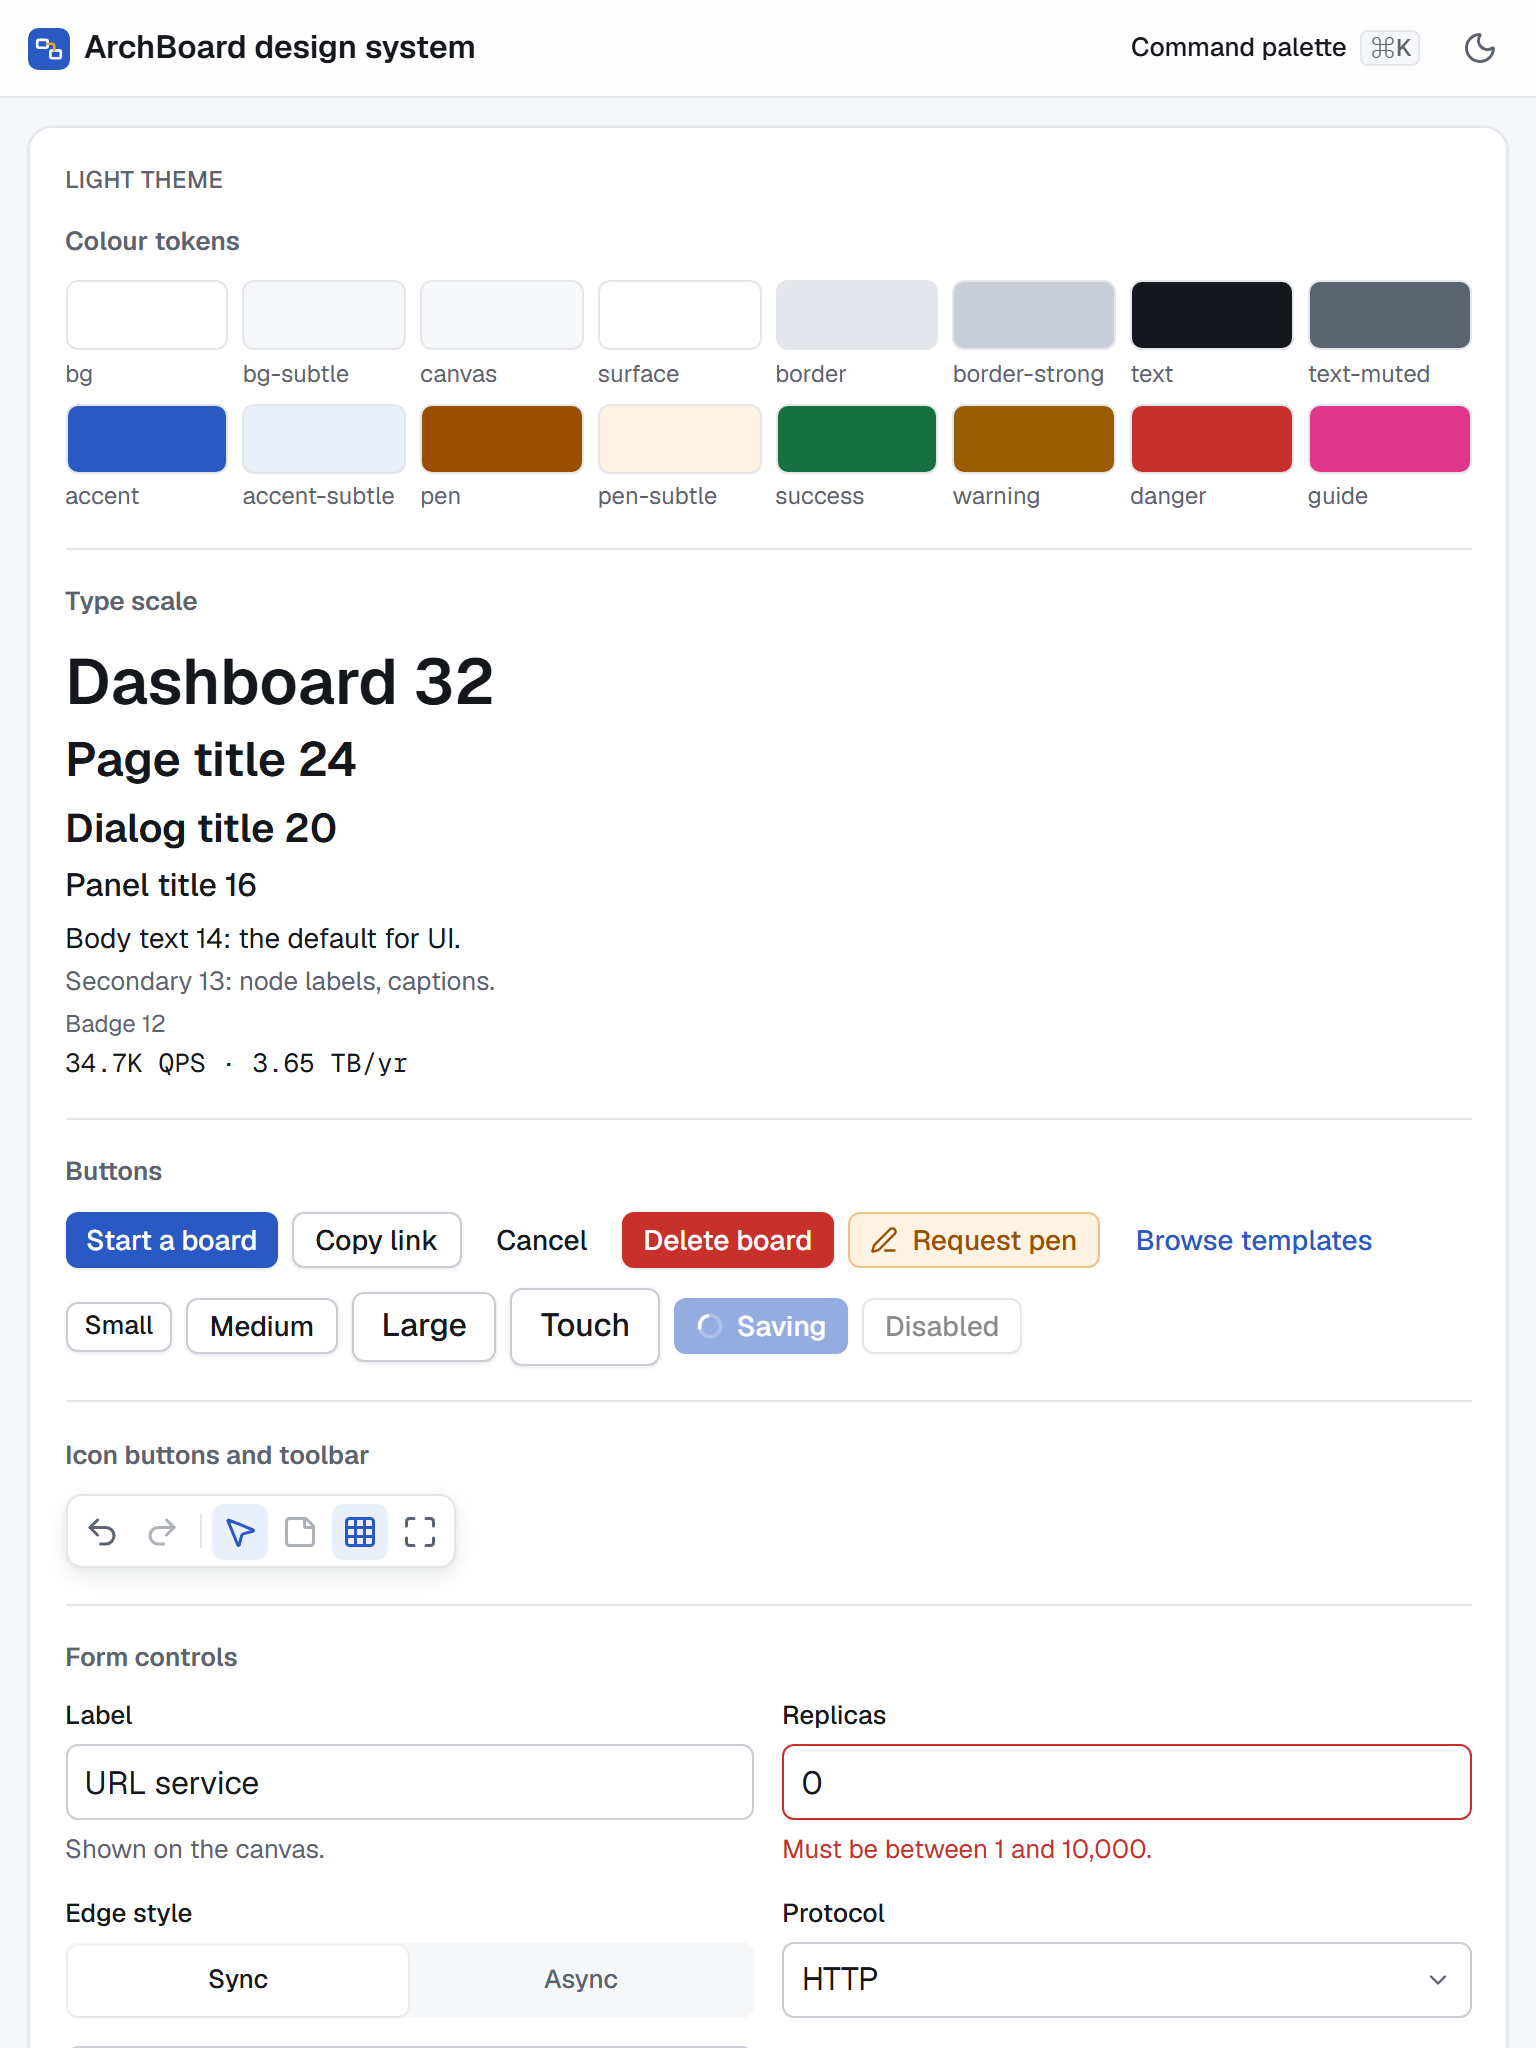 ArchBoard design system
Command palette ⌘K
LIGHT THEME
Colour tokens
bg bg-subtle canvas surface border border-strong text text-muted
accent accent-subtle pen pen-subtle success warning danger guide
Type scale
Dashboard 32
Page title 24
Dialog title 20
Panel title 16
Body text 14: the default for UI.
Secondary 13: node labels, captions.
Badge 12
34.7K QPS · 3.65 TB/yr
Buttons
Start a board Copy link Cancel Delete board Request pen Browse templates
Small Medium Large Touch Saving Disabled
Icon buttons and toolbar
Form controls
Label Replicas
URL service 0
Shown on the canvas. Must be between 1 and 10,000.
Edge style Protocol
Sync Async HTTP